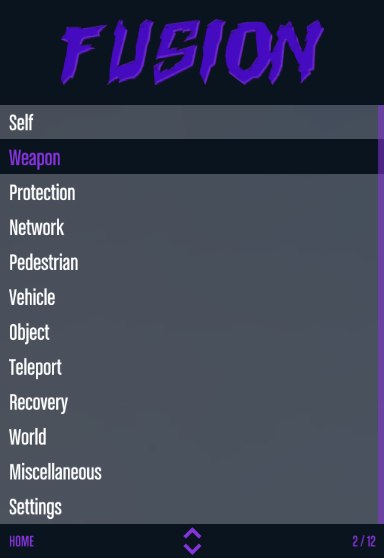 FUSION
Self
Weapon
Protection
Network
Pedestrian
Vehicle
Object
Teleport
Recovery
World
Miscellaneous
Settings
HOME 2 / 12